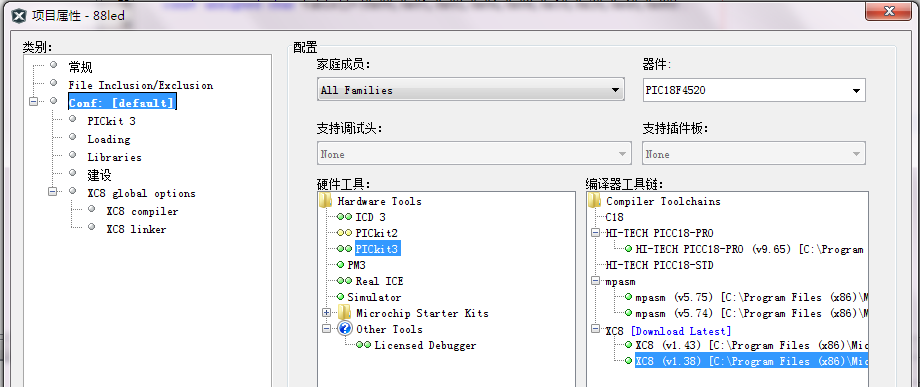 项目属性 - 88led
类别:
常规
File Inclusion/Exclusion
Conf: [default]
PICkit 3
Loading
Libraries
建设
XC8 global options
XC8 compiler
XC8 linker
配置
家庭成员:
器件:
All Families
PIC18F4520
支持调试头:
支持插件板:
None
None
硬件工具:
编译器工具链:
Hardware Tools
ICD 3
PICkit2
PICkit3
PM3
Real ICE
Simulator
Microchip Starter Kits
Other Tools
Licensed Debugger
Compiler Toolchains
C18
HI-TECH PICC18-PRO
HI-TECH PICC18-PRO (v9.65) [C:\Program
HI-TECH PICC18-STD
mpasm
mpasm (v5.75) [C:\Program Files (x86)\M
mpasm (v5.74) [C:\Program Files (x86)\M
XC8 [Download Latest]
XC8 (v1.43) [C:\Program Files (x86)\Mic
XC8 (v1.38) [C:\Program Files (x86)\Mic